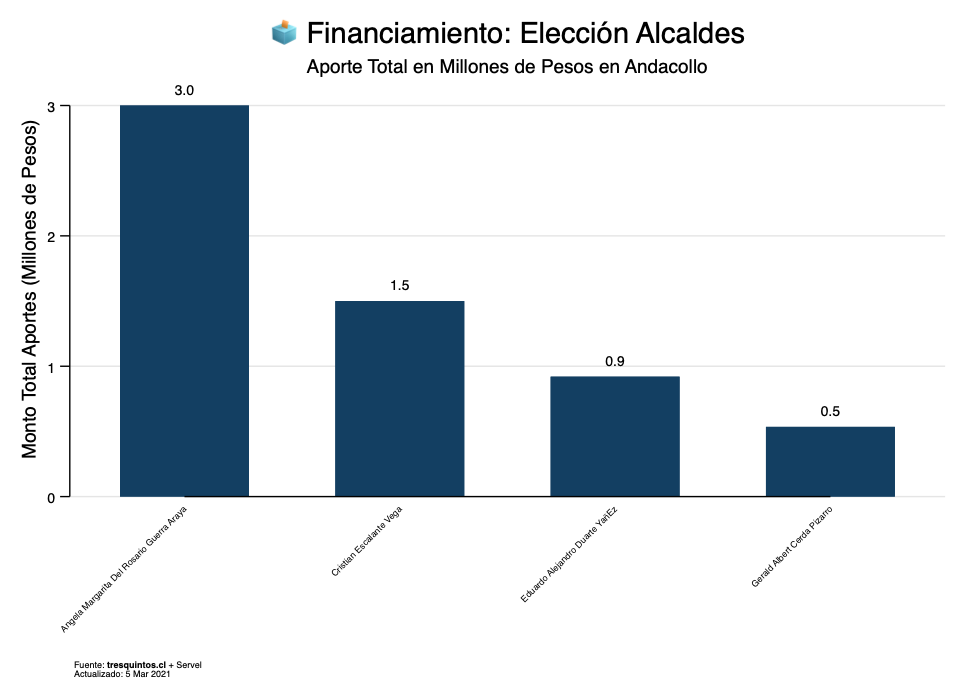 Financiamiento: Elección Alcaldes
Aporte Total en Millones de Pesos en Andacollo
Monto Total Aportes (Millones de Pesos)
3
2
1
0
3.0
1.5
0.9
0.5
Angela Margarita Del Rosario Guerra Araya
Cristian Escalante Vega
Eduardo Alejandro Duarte YañEz
Gerald Albert Cerda Pizarro
Fuente: tresquintos.cl + Servel
Actualizado: 5 Mar 2021